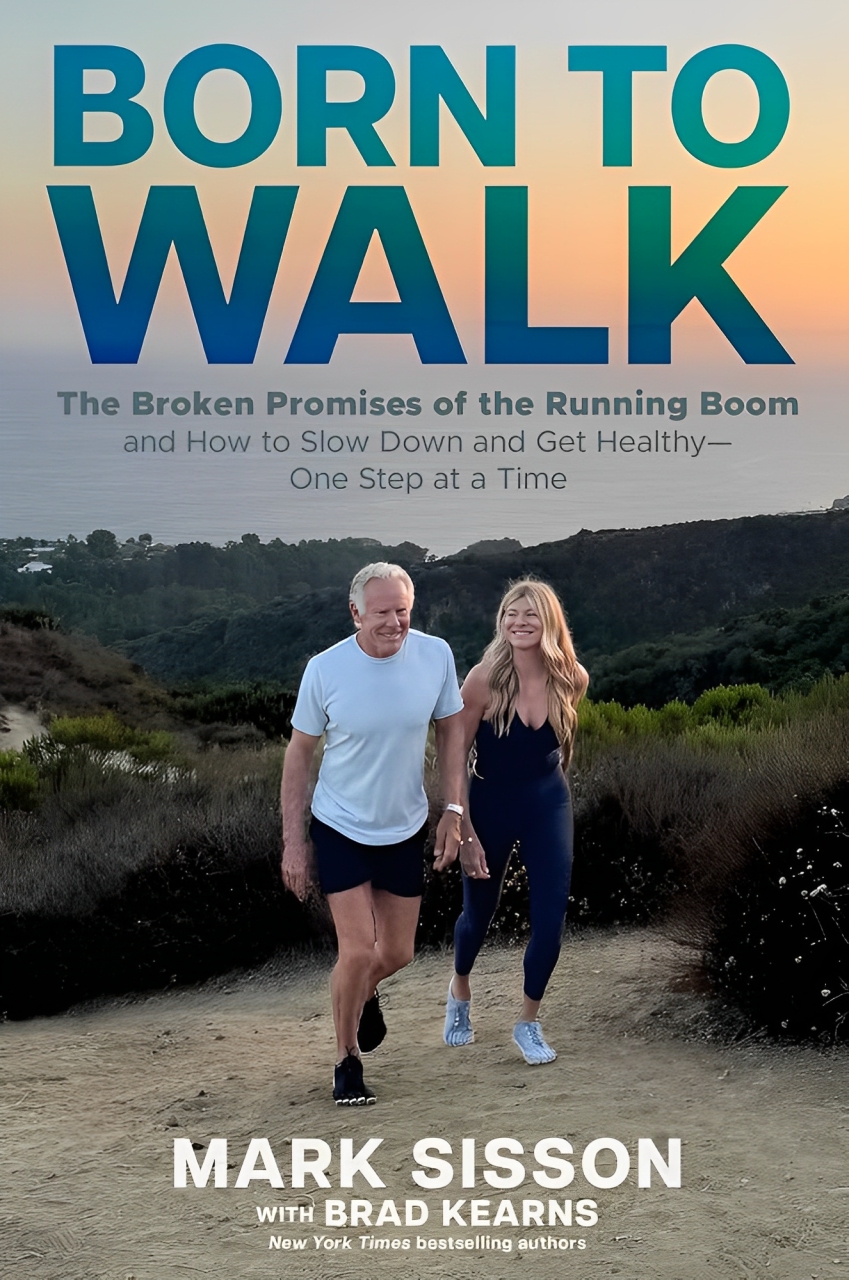 BORN TO
WALK
The Broken Promises of the Running Boom
and How to Slow Down and Get Healthy—
One Step at a Time
MARK SISSON
WITH BRAD KEARNS
New York Times bestselling authors